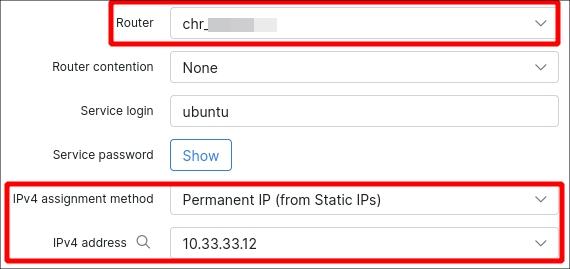 Router chr_
Router contention None
Service login ubuntu
Service password Show
IPv4 assignment method Permanent IP (from Static IPs)
IPv4 address 10.33.33.12